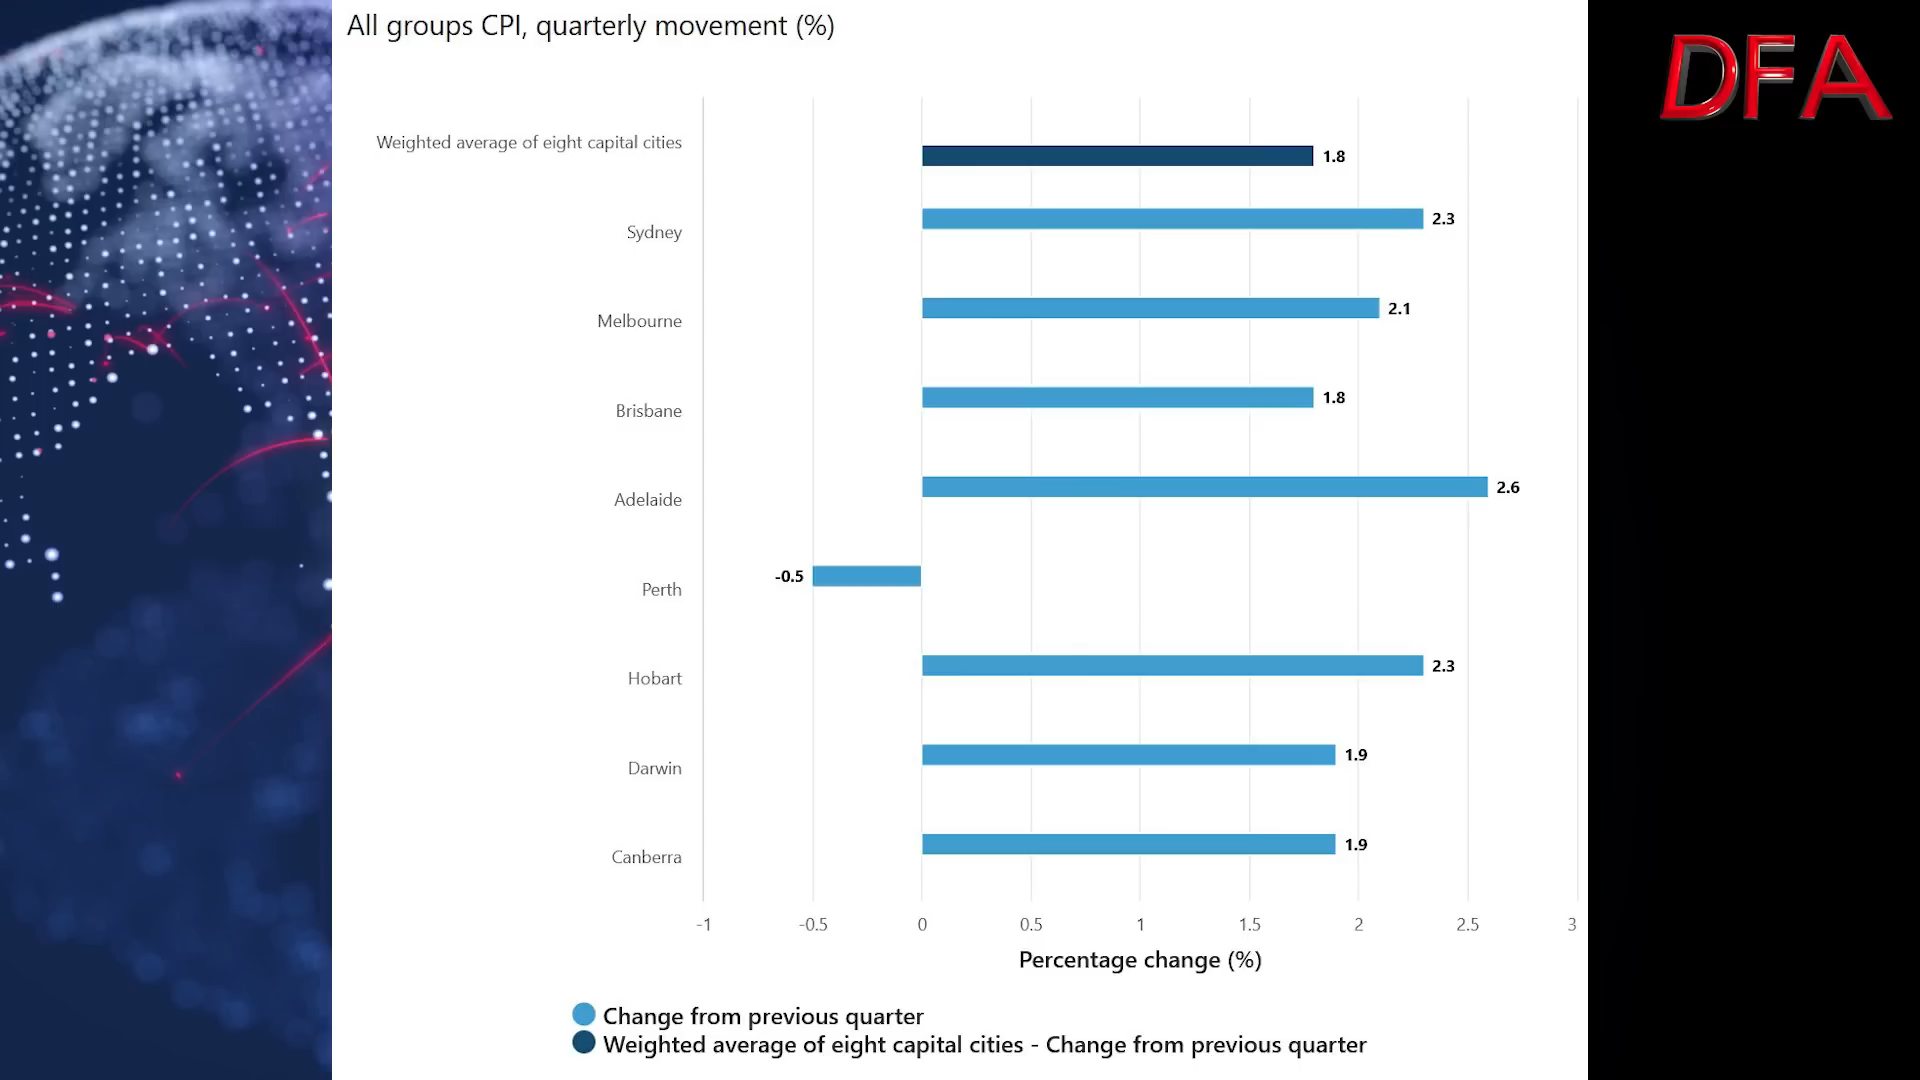 All groups CPI, quarterly movement (%)
DFA
Weighted average of eight capital cities
1.8
Sydney
2.3
Melbourne
2.1
Brisbane
1.8
Adelaide
2.6
Perth
-0.5
Hobart
2.3
Darwin
1.9
Canberra
1.9
-1 -0.5 0 0.5 1 1.5 2 2.5 3
Percentage change (%)
Change from previous quarter
Weighted average of eight capital cities - Change from previous quarter